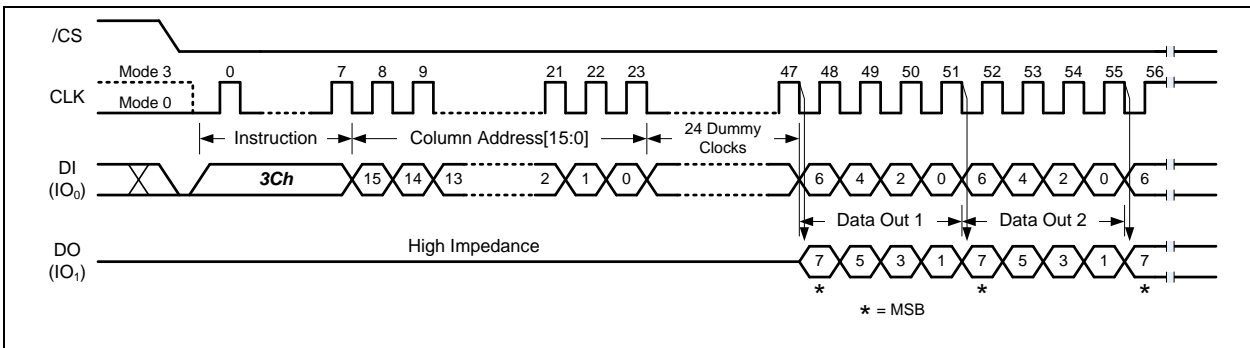 /CS
Mode 3
0 7 8 9 21 22 23 47 48 49 50 51 52 53 54 55 56
CLK
Mode 0
Instruction Column Address[15:0] 24 Dummy Clocks
DI
(IO₀)
3Ch 15 14 13 2 1 0 6 4 2 0 6 4 2 0 6
Data Out 1 Data Out 2
High Impedance
DO
(IO₁)
7 5 3 1 7 5 3 1 7
* * *
* = MSB